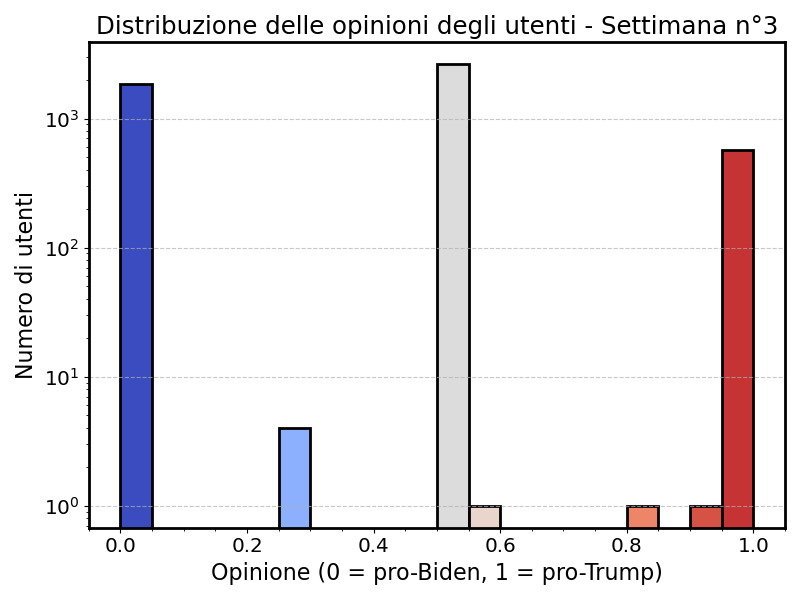 Distribuzione delle opinioni degli utenti - Settimana n°3
Numero di utenti
10³
10²
10¹
10⁰
0.0 0.2 0.4 0.6 0.8 1.0
Opinione (0 = pro-Biden, 1 = pro-Trump)